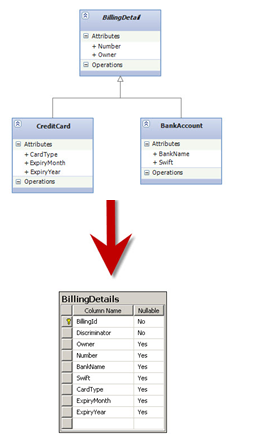 BillingDetail
Attributes
+ Number
+ Owner
Operations
CreditCard
Attributes
+ CardType
+ ExpiryMonth
+ ExpiryYear
Operations
BankAccount
Attributes
+ BankName
+ Swift
Operations
BillingDetails
Column Name Nullable
BillingId No
Discriminator No
Owner Yes
Number Yes
BankName Yes
Swift Yes
CardType Yes
ExpiryMonth Yes
ExpiryYear Yes